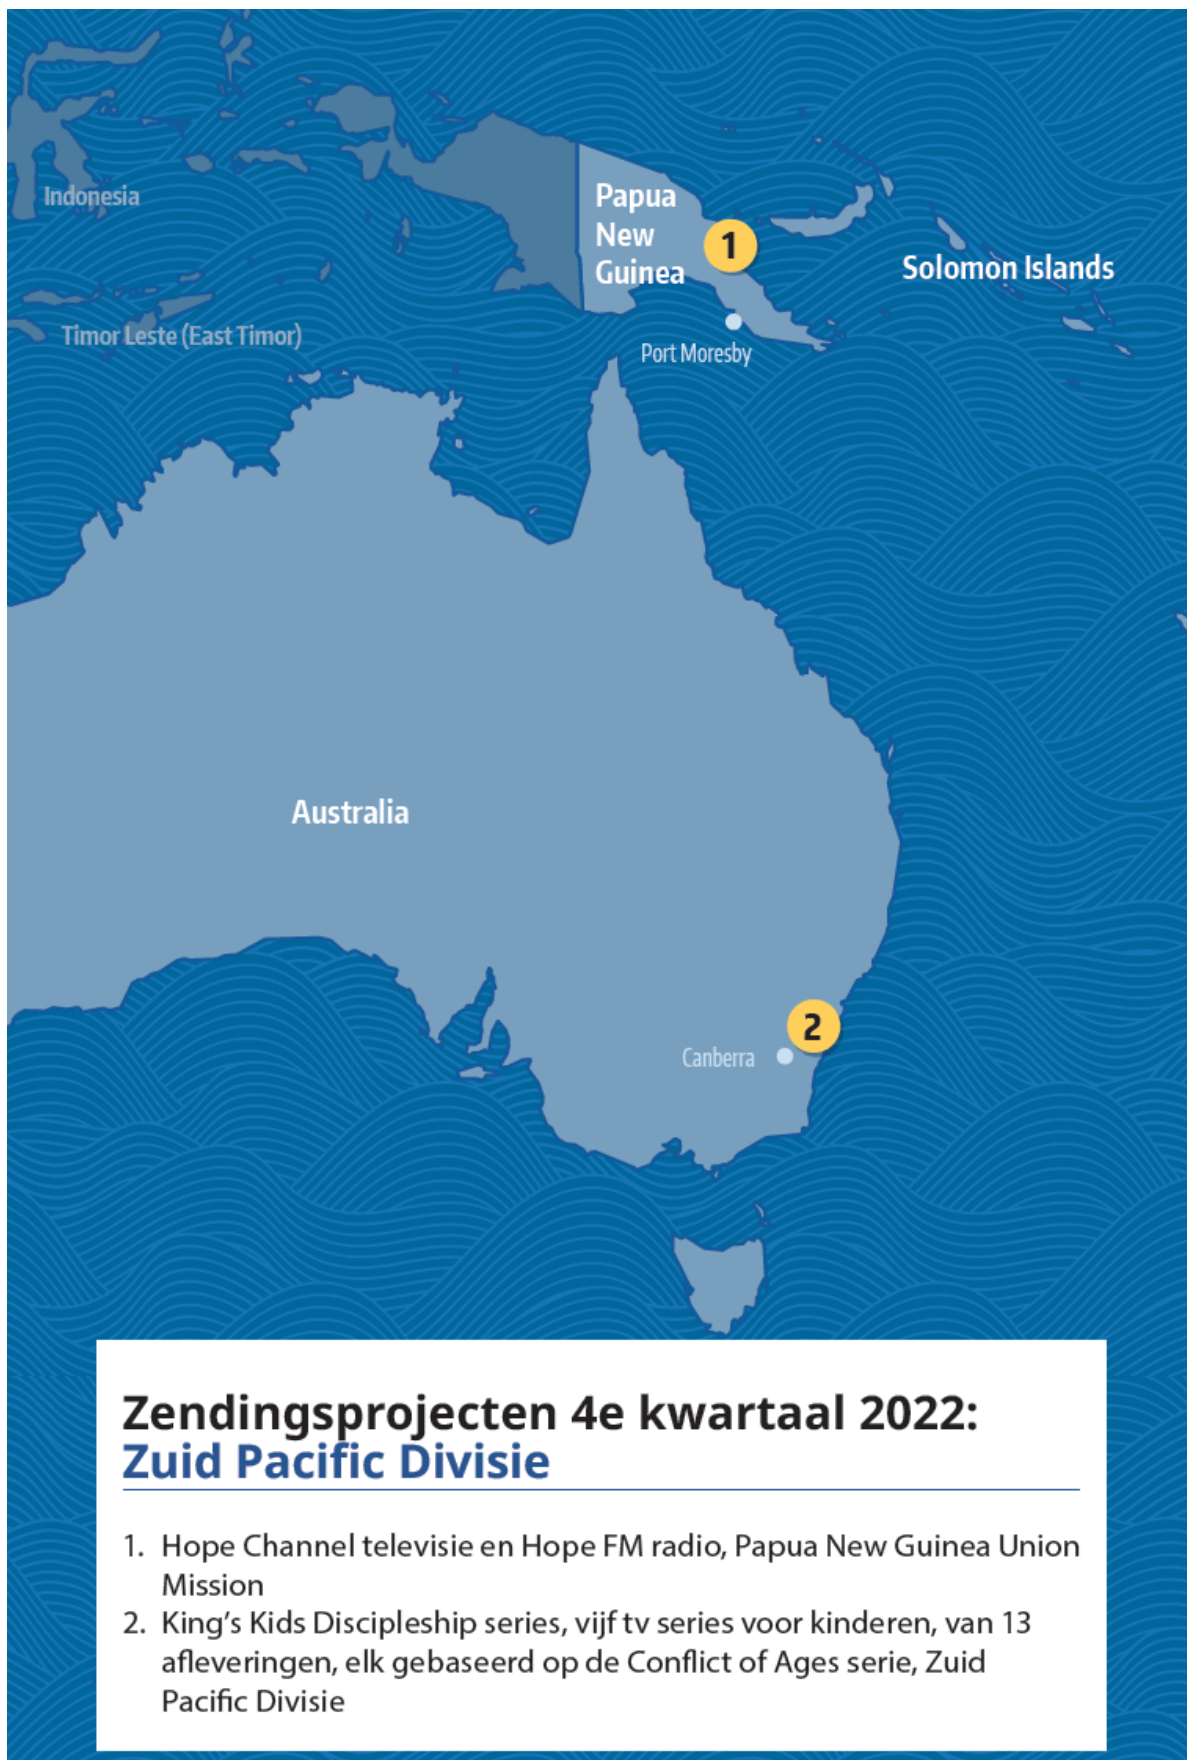 Indonesia
Papua
New
Guinea
1
Solomon Islands
Timor Leste (East Timor)
Port Moresby
Australia
2
Canberra
Zendingsprojecten 4e kwartaal 2022:
Zuid Pacific Divisie
1. Hope Channel televisie en Hope FM radio, Papua New Guinea Union
Mission
2. King's Kids Discipleship series, vijf tv series voor kinderen, van 13
afleveringen, elk gebaseerd op de Conflict of Ages serie, Zuid
Pacific Divisie